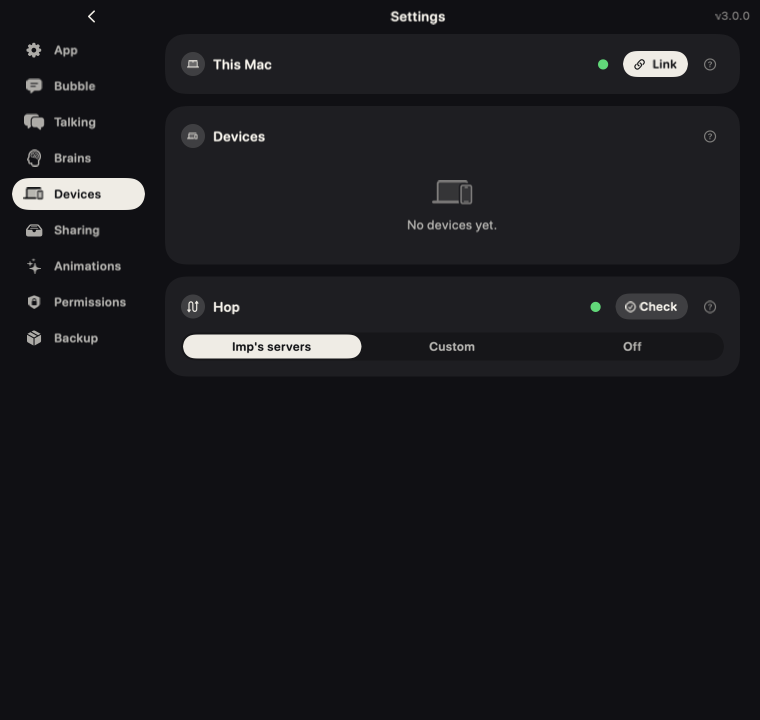 Settings
v3.0.0
App
Bubble
Talking
Brains
Devices
Sharing
Animations
Permissions
Backup
This Mac
Link
Devices
No devices yet.
Hop
Check
Imp's servers
Custom
Off